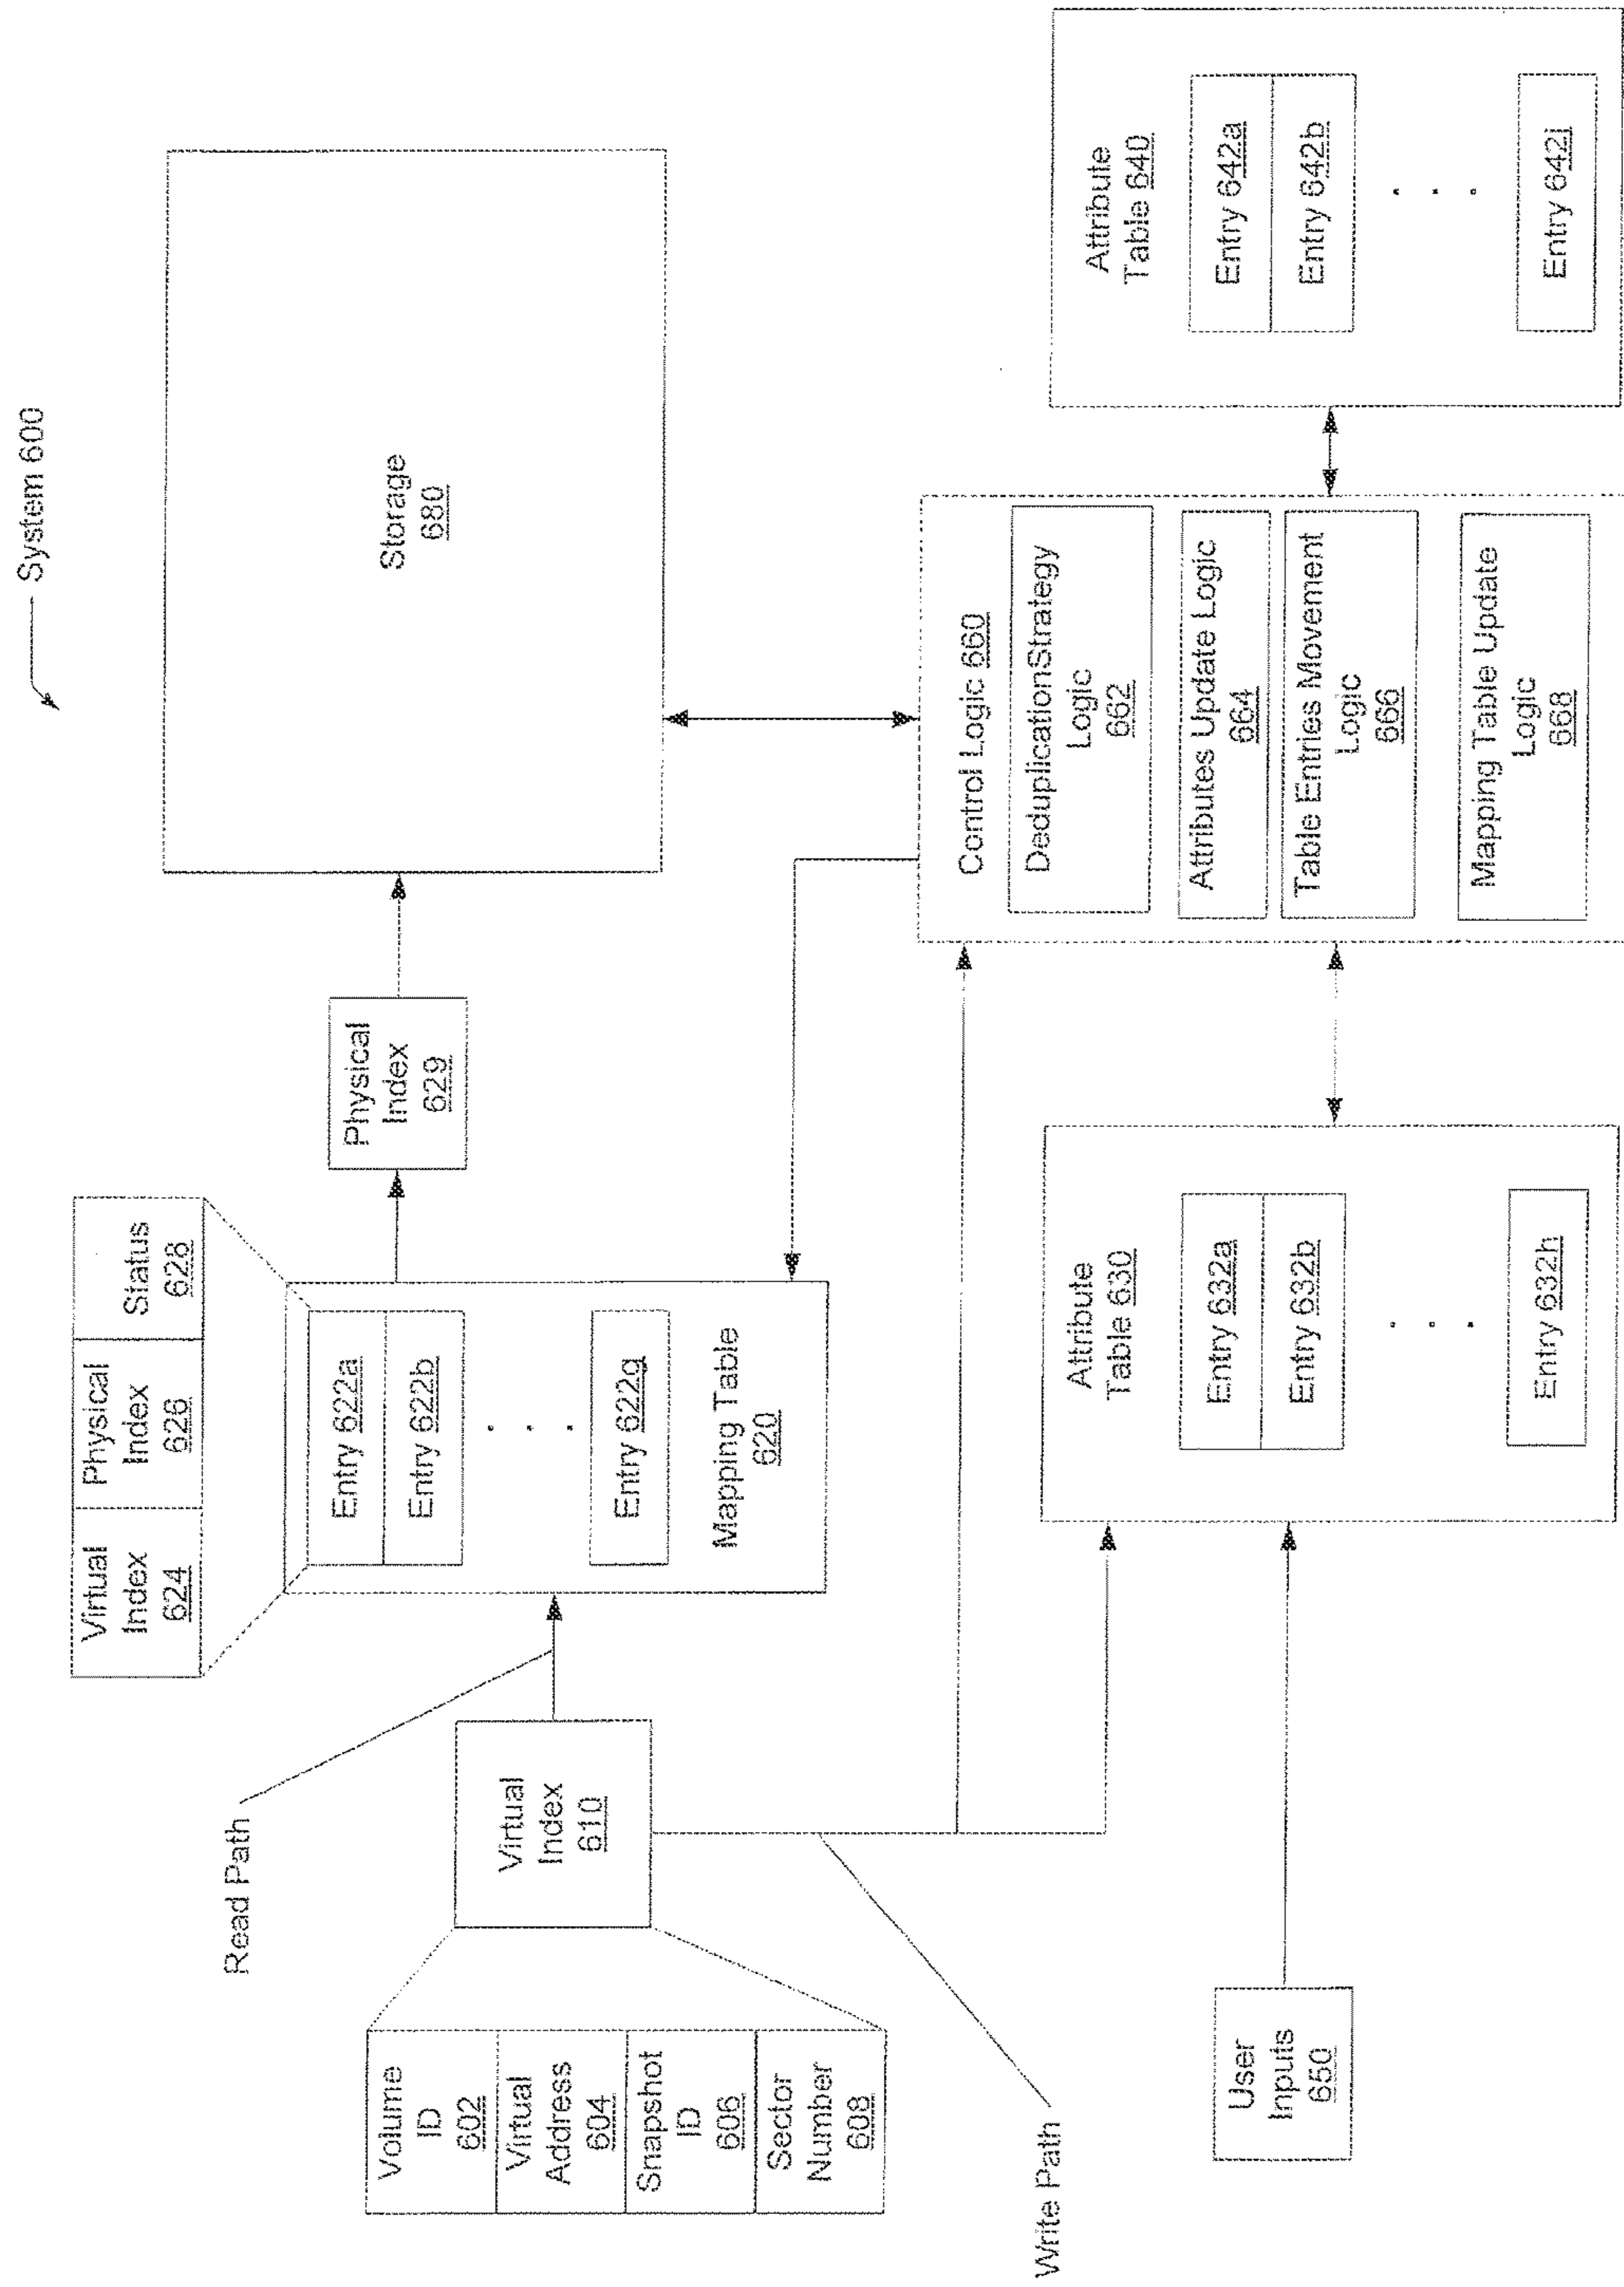 System 600
Virtual
Index
624
Physical
Index
626
Status
628
Read Path
Entry 622a
Entry 622b
Entry 622g
Mapping Table
620
Physical
Index
629
Storage
680
Volume
ID
602
Virtual
Address
604
Snapshot
ID
606
Sector
Number
608
Virtual
Index
610
Write Path
Control Logic 660
DeduplicationStrategy
Logic
662
Attributes Update Logic
664
Table Entries Movement
Logic
666
Mapping Table Update
Logic
668
User
Inputs
650
Attribute
Table 630
Entry 632a
Entry 632b
Entry 632h
Attribute
Table 640
Entry 642a
Entry 642b
Entry 642j